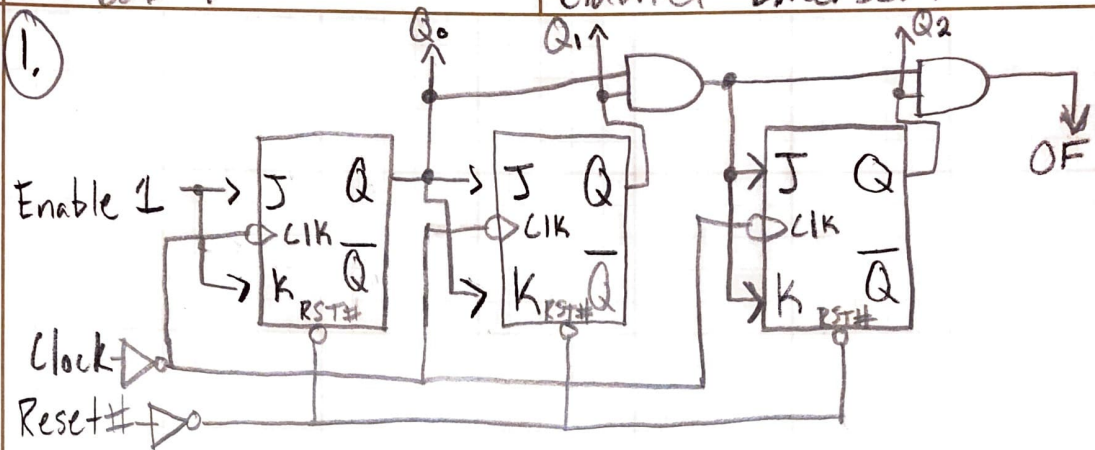 1.
Q₀ Q₁ Q₂
OF
Enable 1
J Q
CLK
K Q̅
RST#
J Q
CLK
K Q̅
RST#
J Q
CLK
K Q̅
RST#
Clock
Reset#